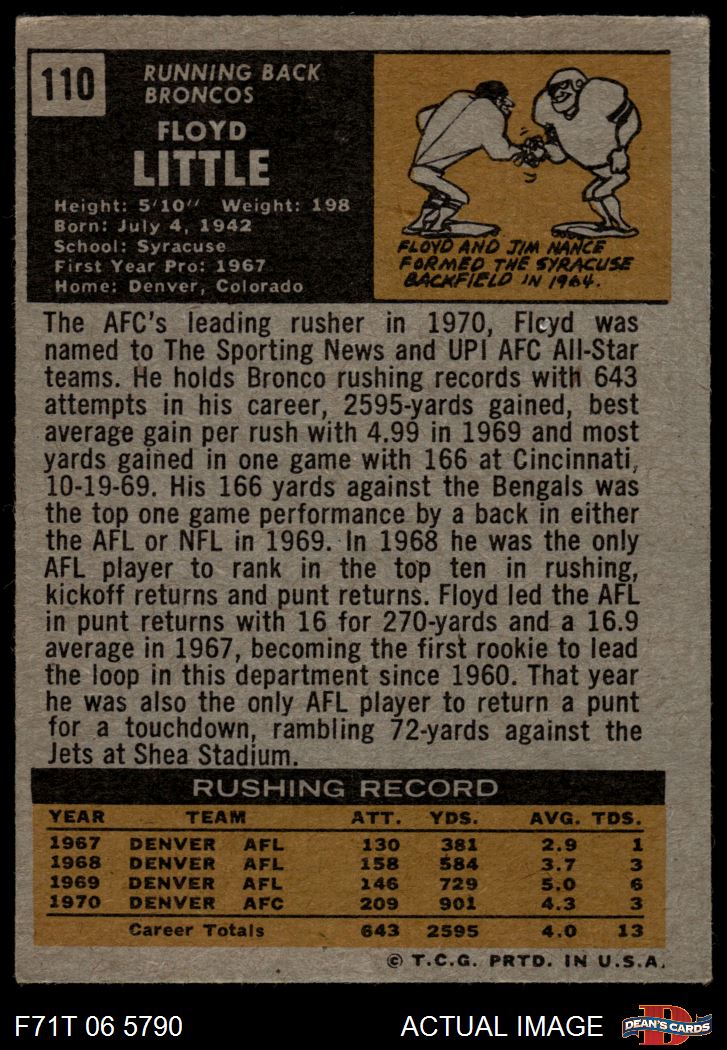 110
RUNNING BACK
BRONCOS
FLOYD
LITTLE
Height: 5'10" Weight: 198
Born: July 4, 1942
School: Syracuse
First Year Pro: 1967
Home: Denver, Colorado
FLOYD AND JIM NANCE
FORMED THE SYRACUSE
BACKFIELD IN 1964.
The AFC's leading rusher in 1970, Floyd was
named to The Sporting News and UPI AFC All-Star
teams. He holds Bronco rushing records with 643
attempts in his career, 2595-yards gained, best
average gain per rush with 4.99 in 1969 and most
yards gained in one game with 166 at Cincinnati,
10-19-69. His 166 yards against the Bengals was
the top one game performance by a back in either
the AFL or NFL in 1969. In 1968 he was the only
AFL player to rank in the top ten in rushing,
kickoff returns and punt returns. Floyd led the AFL
in punt returns with 16 for 270-yards and a 16.9
average in 1967, becoming the first rookie to lead
the loop in this department since 1960. That year
he was also the only AFL player to return a punt
for a touchdown, rambling 72-yards against the
Jets at Shea Stadium.
RUSHING RECORD
YEAR TEAM ATT. YDS. AVG. TDS.
1967 DENVER AFL 130 381 2.9 1
1968 DENVER AFL 158 584 3.7 3
1969 DENVER AFL 146 729 5.0 6
1970 DENVER AFC 209 901 4.3 3
Career Totals 643 2595 4.0 13
© T.C.G. PRTD. IN U.S.A.
F71T 06 5790 ACTUAL IMAGE D DEAN'S CARDS